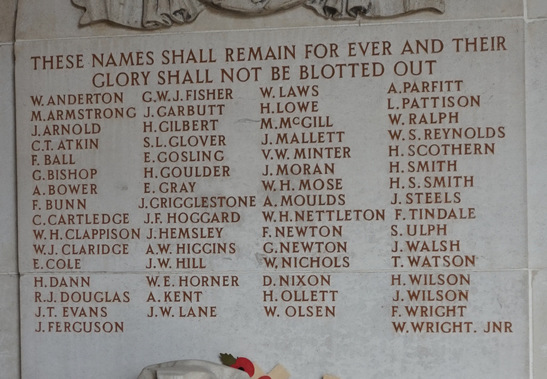 THESE NAMES SHALL REMAIN FOR EVER AND THEIR
GLORY SHALL NOT BE BLOTTED OUT
W. ANDERTON
M. ARMSTRONG
J. ARNOLD
C.T. ATKIN
F. BALL
G. BISHOP
A. BOWER
F. BUNN
C. CARTLEDGE
W.H. CLAPPISON
W.J. CLARIDGE
E. COLE
H. DANN
R.J. DOUGLAS
J.T. EVANS
J. FERGUSON
G.W.J. FISHER
J. GARBUTT
H. GILBERT
S.L. GLOVER
E. GOSLING
H. GOULDER
E. GRAY
J. GRIGGLESTONE
J.F. HOGGARD
J. HEMSLEY
A.W. HIGGINS
J.W. HILL
W.E. HORNER
A. KENT
J.W. LANE
W. LAWS
H. LOWE
M. McGILL
J. MALLETT
V.W. MINTER
J. MORAN
W.H. MOSE
A. MOULDS
W.H. NETTLETON
F. NEWTON
G. NEWTON
W. NICHOLS
D. NIXON
H. OLLETT
W. OLSEN
A. PARFITT
L. PATTISON
W. RALPH
W.S. REYNOLDS
H. SCOTHERN
H. SMITH
H.S. SMITH
J. STEELS
F. TINDALE
S. ULPH
J. WALSH
T. WATSON
H. WILSON
J. WILSON
F. WRIGHT
W. WRIGHT. JNR